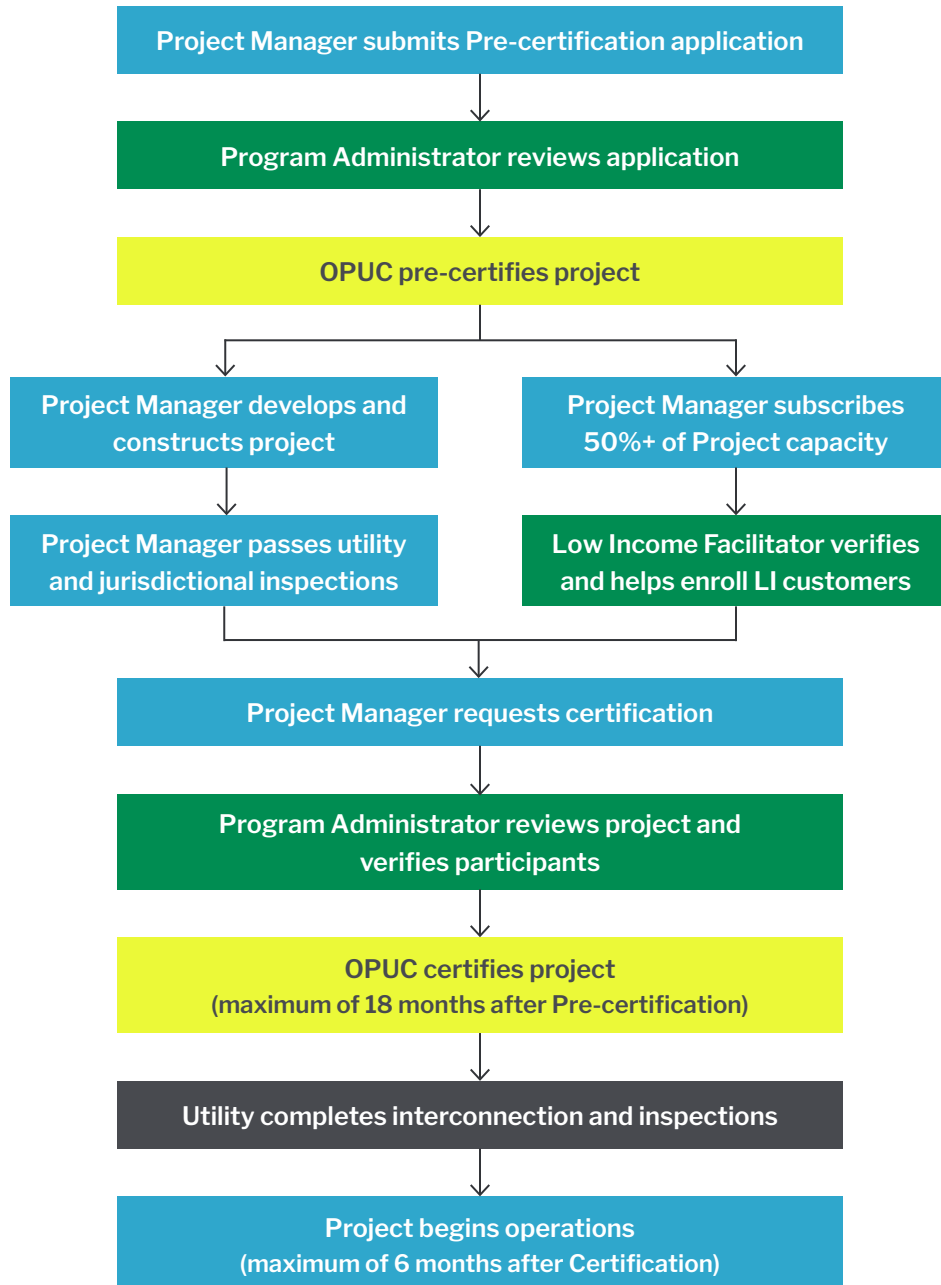 Project Manager submits Pre-certification application
Program Administrator reviews application
OPUC pre-certifies project
Project Manager develops and
constructs project
Project Manager subscribes
50%+ of Project capacity
Project Manager passes utility
and jurisdictional inspections
Low Income Facilitator verifies
and helps enroll LI customers
Project Manager requests certification
Program Administrator reviews project and
verifies participants
OPUC certifies project
(maximum of 18 months after Pre-certification)
Utility completes interconnection and inspections
Project begins operations
(maximum of 6 months after Certification)